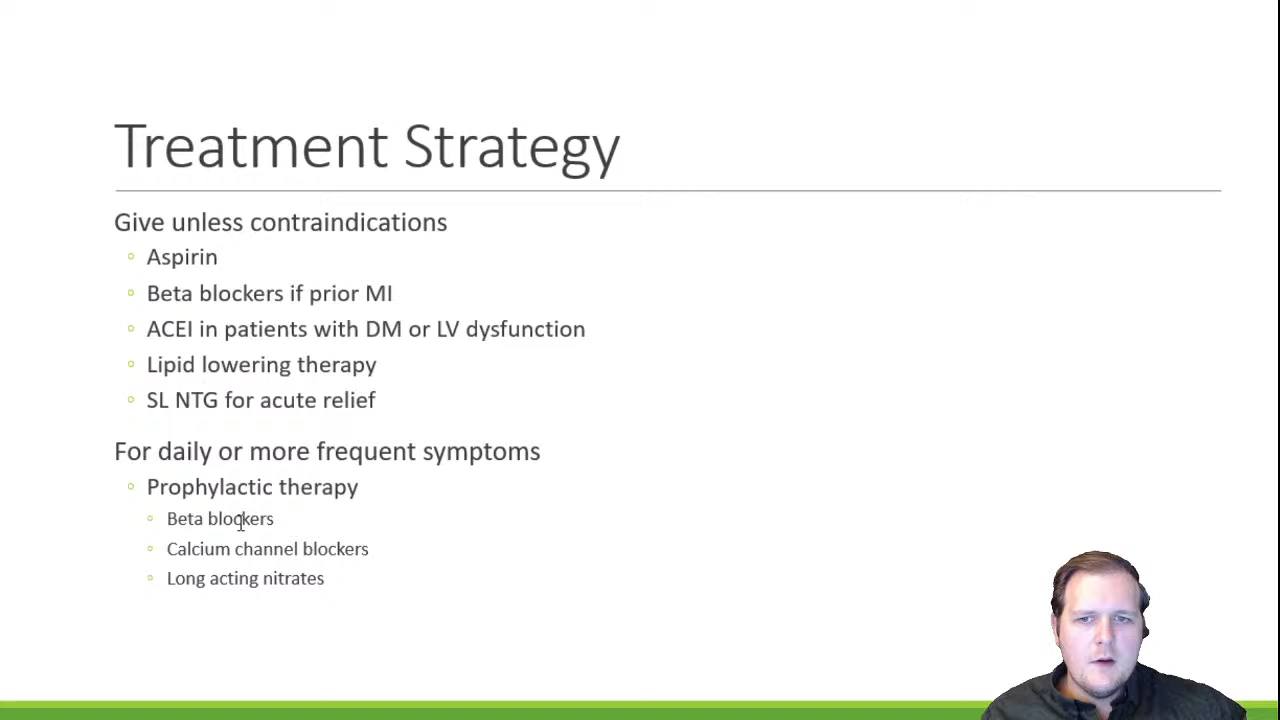 Treatment Strategy
Give unless contraindications
Aspirin
Beta blockers if prior MI
ACEI in patients with DM or LV dysfunction
Lipid lowering therapy
SL NTG for acute relief
For daily or more frequent symptoms
Prophylactic therapy
Beta blockers
Calcium channel blockers
Long acting nitrates